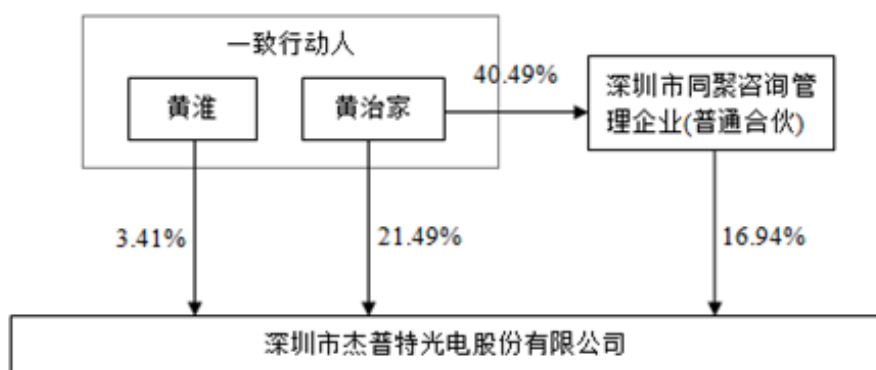 一致行动人
黄淮
黄治家
40.49%
深圳市同聚咨询管
理企业(普通合伙)
3.41%
21.49%
16.94%
深圳市杰普特光电股份有限公司